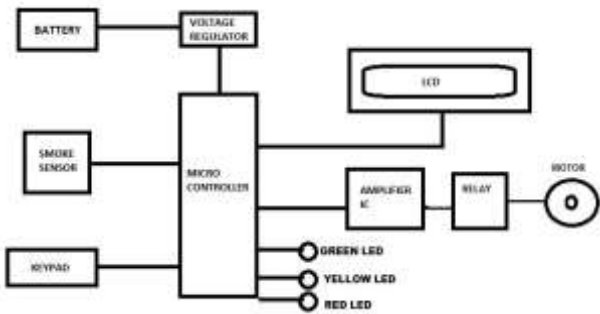 BATTERY
VOLTAGE
REGULATOR
LCD
SMOKE
SENSOR
MICRO
CONTROLLER
AMPLIFIER
IC
RELAY
MOTOR
KEYPAD
GREEN LED
YELLOW LED
RED LED